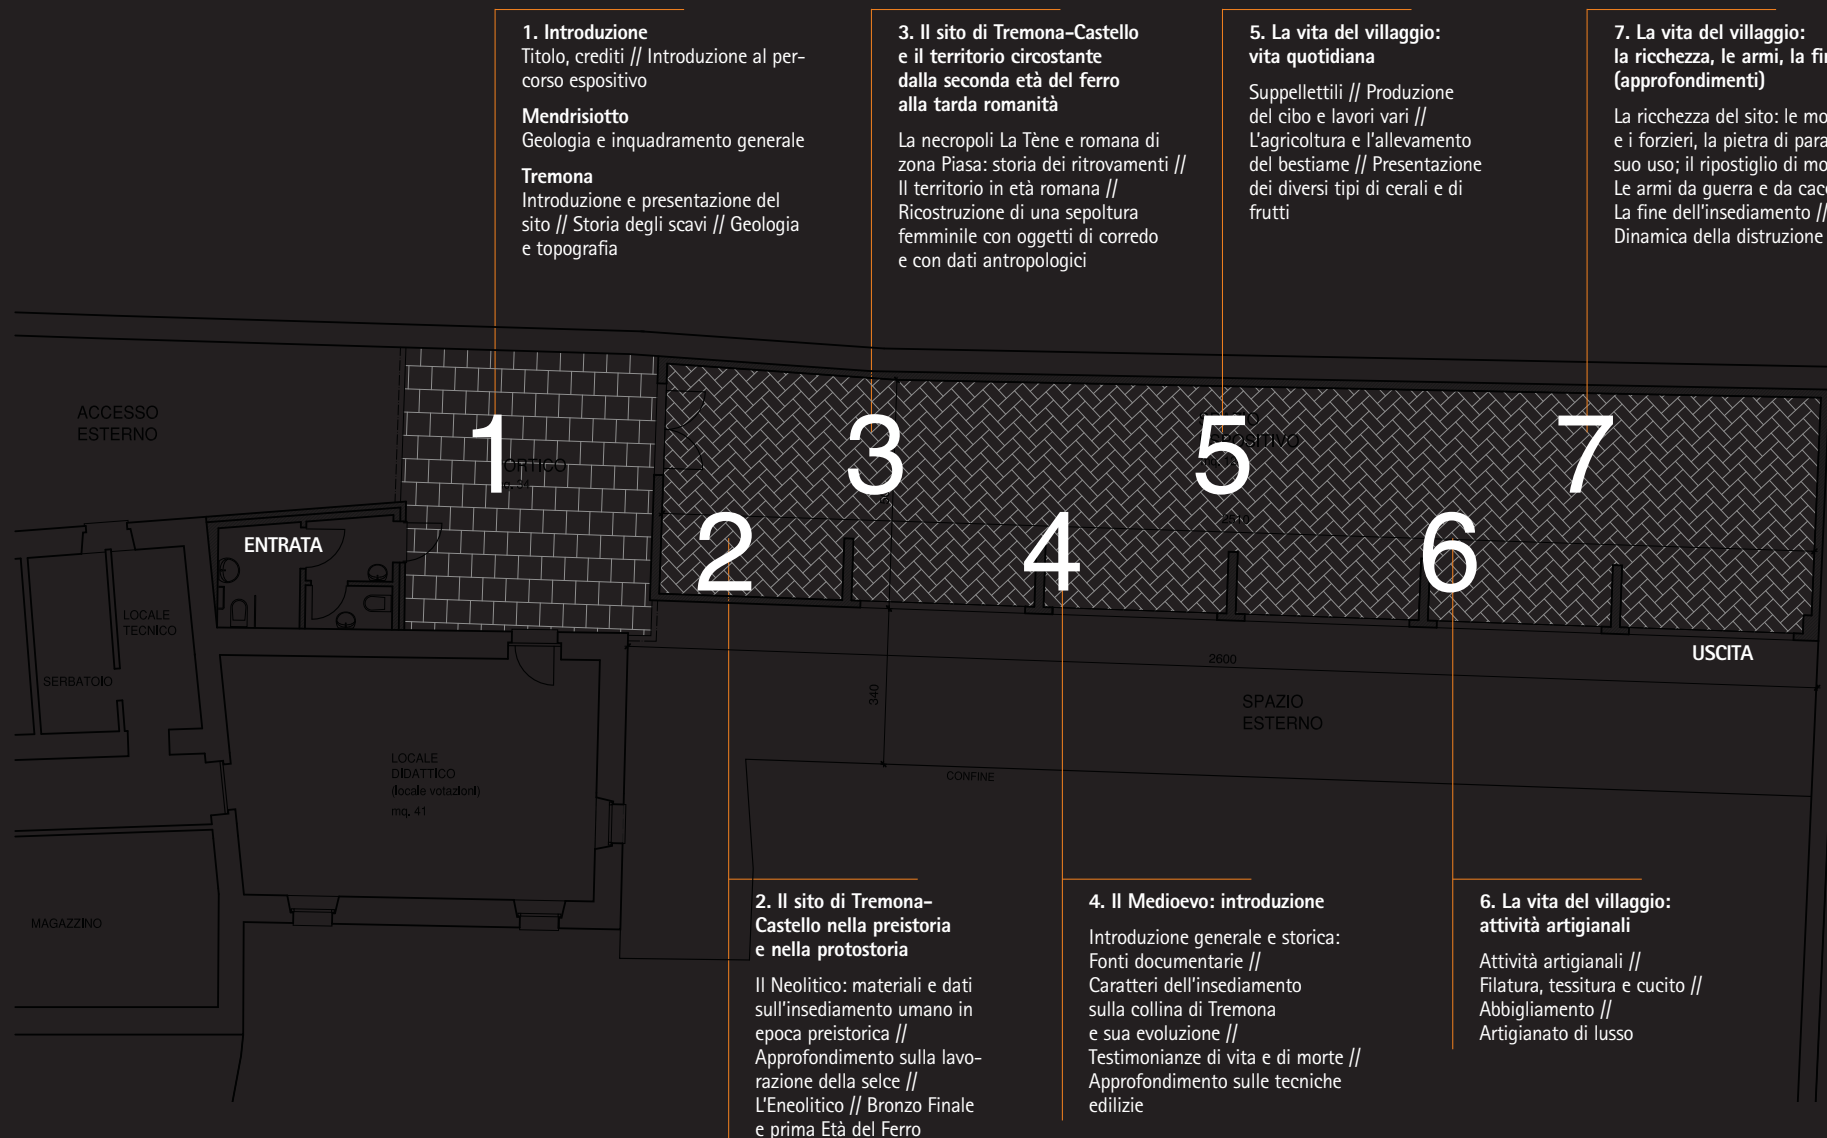 1. Introduzione
Titolo, crediti // Introduzione al per-
corso espositivo
Mendrisiotto
Geologia e inquadramento generale
Tremona
Introduzione e presentazione del
sito // Storia degli scavi // Geologia
e topografia
3. Il sito di Tremona-Castello
e il territorio circostante
dalla seconda età del ferro
alla tarda romanità
La necropoli La Tène e romana di
zona Piasa: storia dei ritrovamenti //
Il territorio in età romana //
Ricostruzione di una sepoltura
femminile con oggetti di corredo
e con dati antropologici
5. La vita del villaggio:
vita quotidiana
Suppellettili // Produzione
del cibo e lavori vari //
L'agricoltura e l'allevamento
del bestiame // Presentazione
dei diversi tipi di cerali e di
frutti
7. La vita del villaggio:
la ricchezza, le armi, la
(approfondimenti)
La ricchezza del sito: le
e i forzieri, la pietra di
suo uso; il ripostiglio di
Le armi da guerra e da
La fine dell'insediamento //
Dinamica della distruzione
ACCESSO
ESTERNO
1
3
5
7
2
4
6
ENTRATA
LOCALE
TECNICO
SERBATOIO
USCITA
2600
340
SPAZIO
ESTERNO
LOCALE
DIDATTICO
(locale votazioni)
mq. 41
CONFINE
MAGAZZINO
2. Il sito di Tremona-
Castello nella preistoria
e nella protostoria
Il Neolitico: materiali e dati
sull'insediamento umano in
epoca preistorica //
Approfondimento sulla lavo-
razione della selce //
L'Eneolitico // Bronzo Finale
e prima Età del Ferro
4. Il Medioevo: introduzione
Introduzione generale e storica:
Fonti documentarie //
Caratteri dell'insediamento
sulla collina di Tremona
e sua evoluzione //
Testimonianze di vita e di morte //
Approfondimento sulle tecniche
edilizie
6. La vita del villaggio:
attività artigianali
Attività artigianali //
Filatura, tessitura e cucito //
Abbigliamento //
Artigianato di lusso